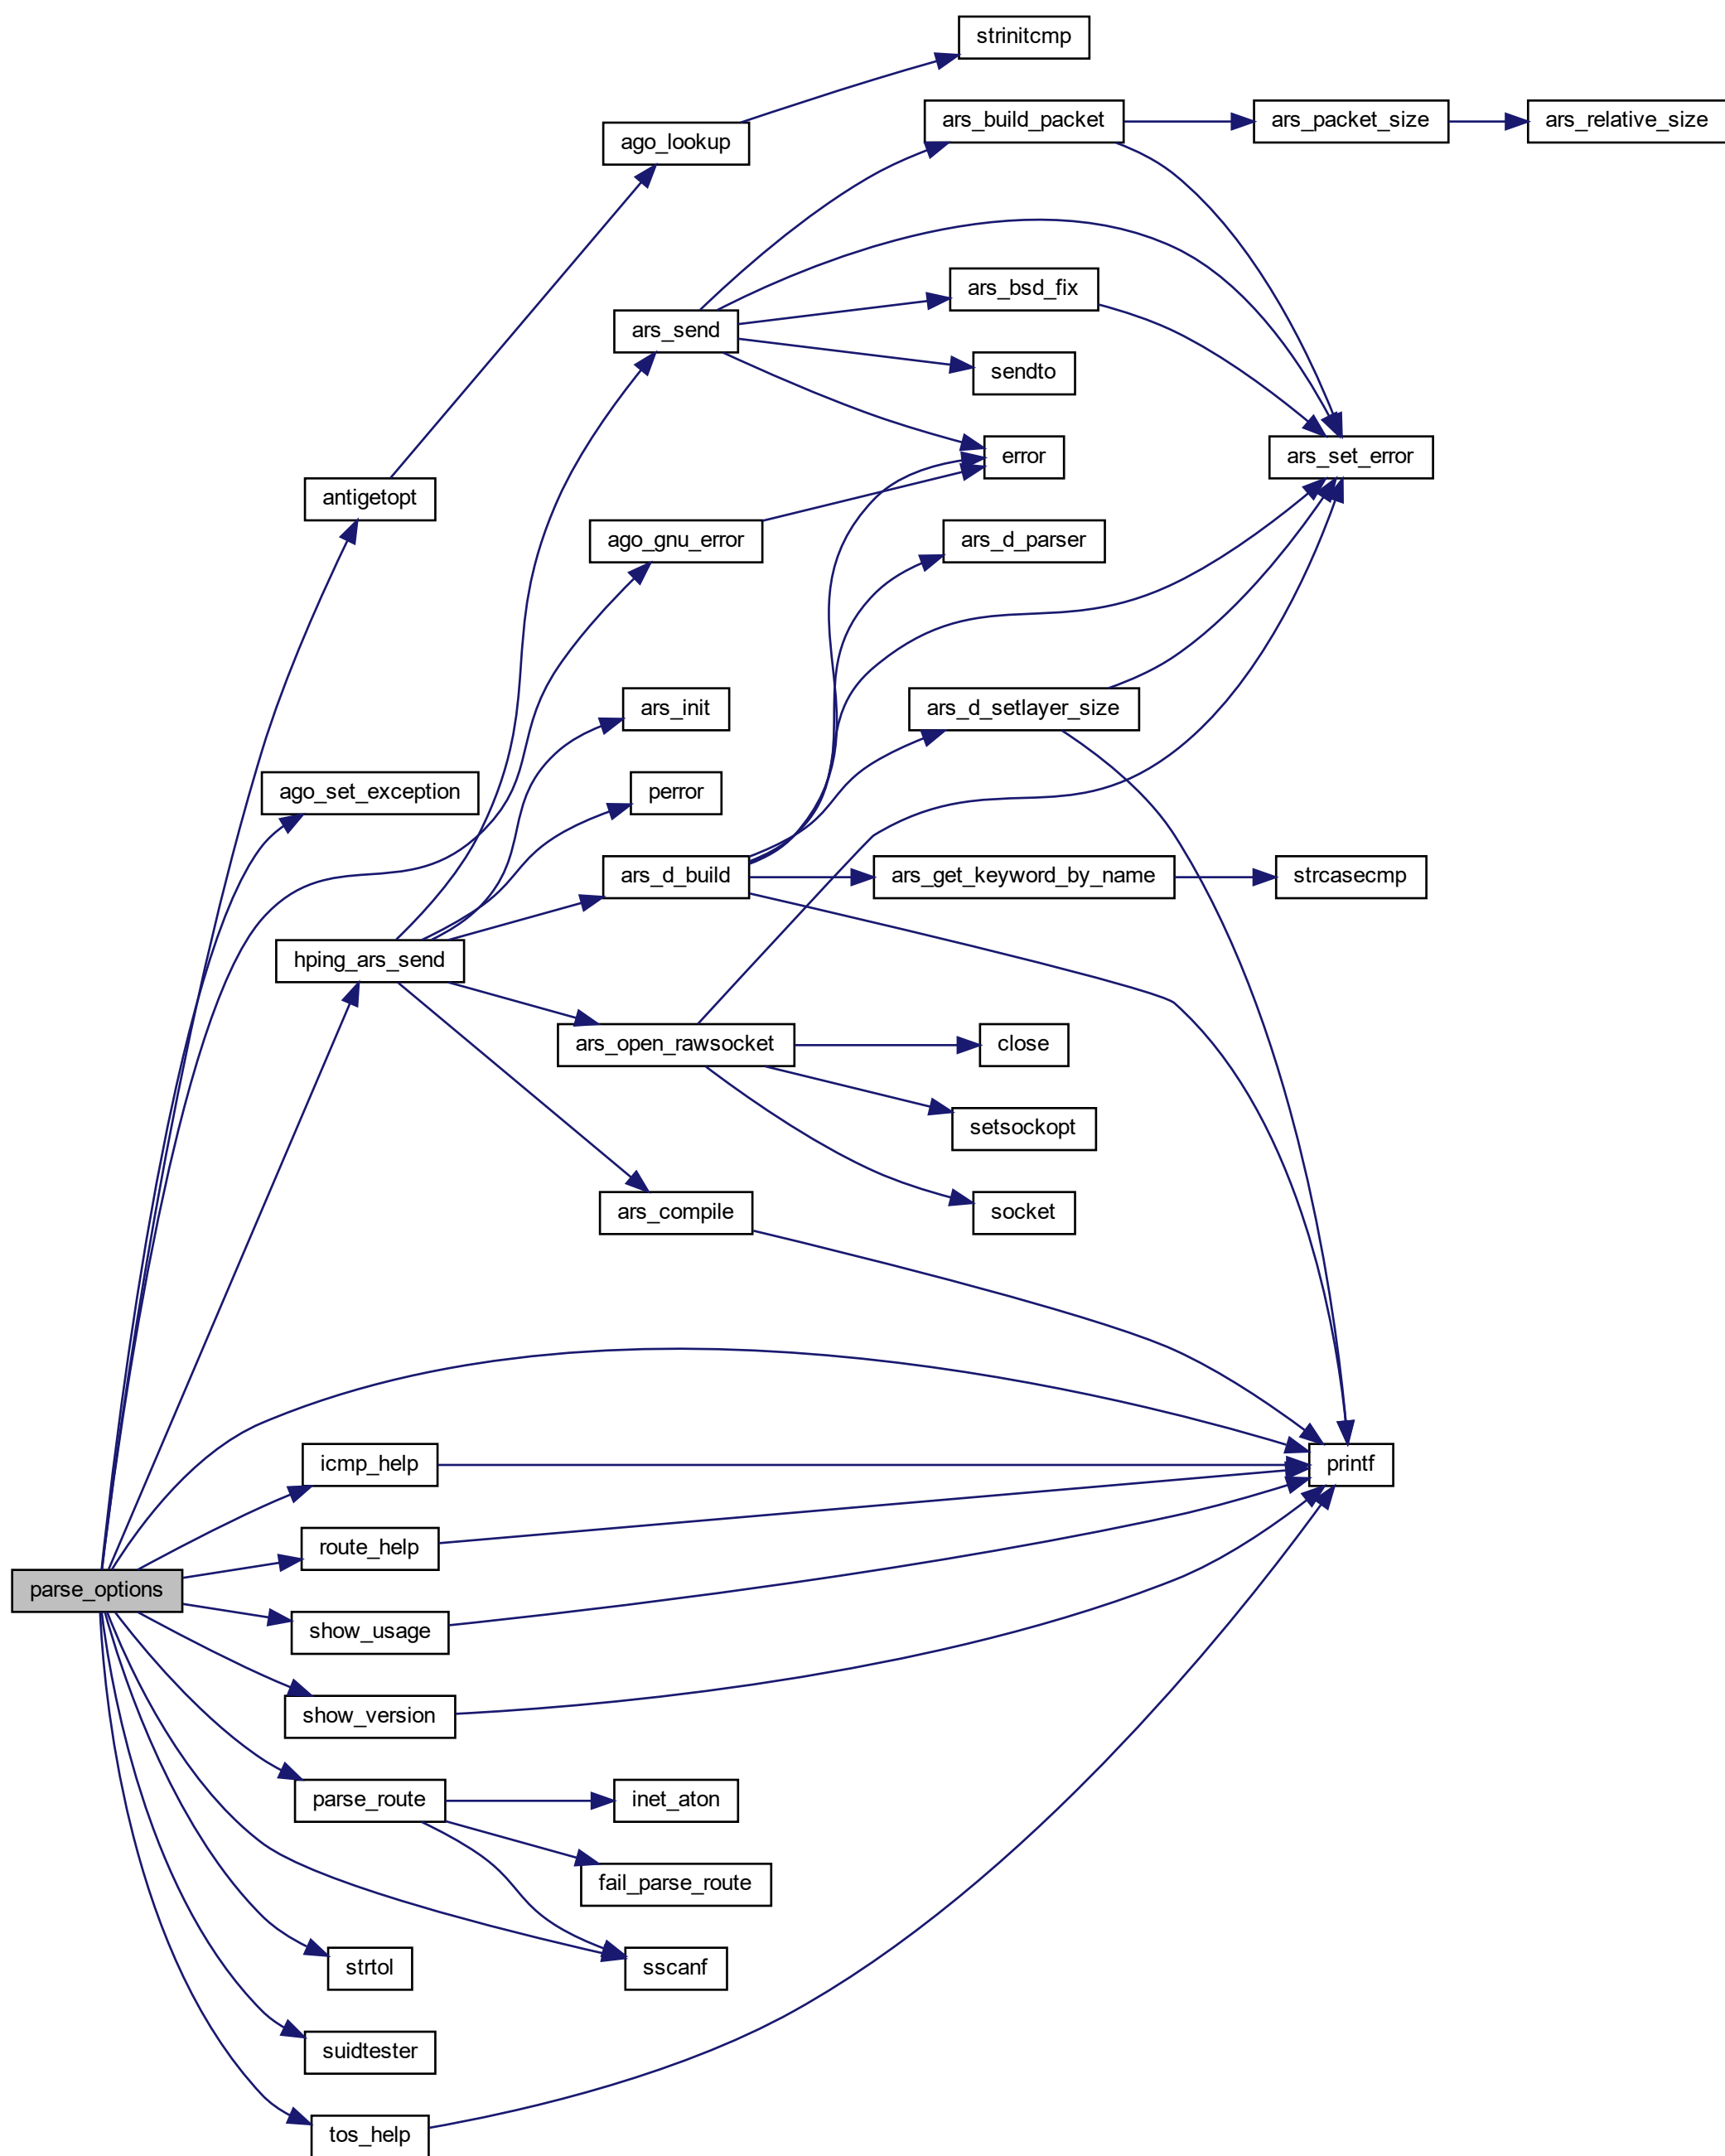 strinitcmp
ars_build_packet
ars_packet_size
ars_relative_size
ago_lookup
ars_bsd_fix
ars_send
sendto
error
ars_set_error
antigetopt
ago_gnu_error
ars_d_parser
ars_init
ars_d_setlayer_size
ago_set_exception
perror
ars_d_build
ars_get_keyword_by_name
strcasecmp
hping_ars_send
ars_open_rawsocket
close
setsockopt
ars_compile
socket
icmp_help
printf
route_help
parse_options
show_usage
show_version
parse_route
inet_aton
fail_parse_route
strtol
sscanf
suidtester
tos_help